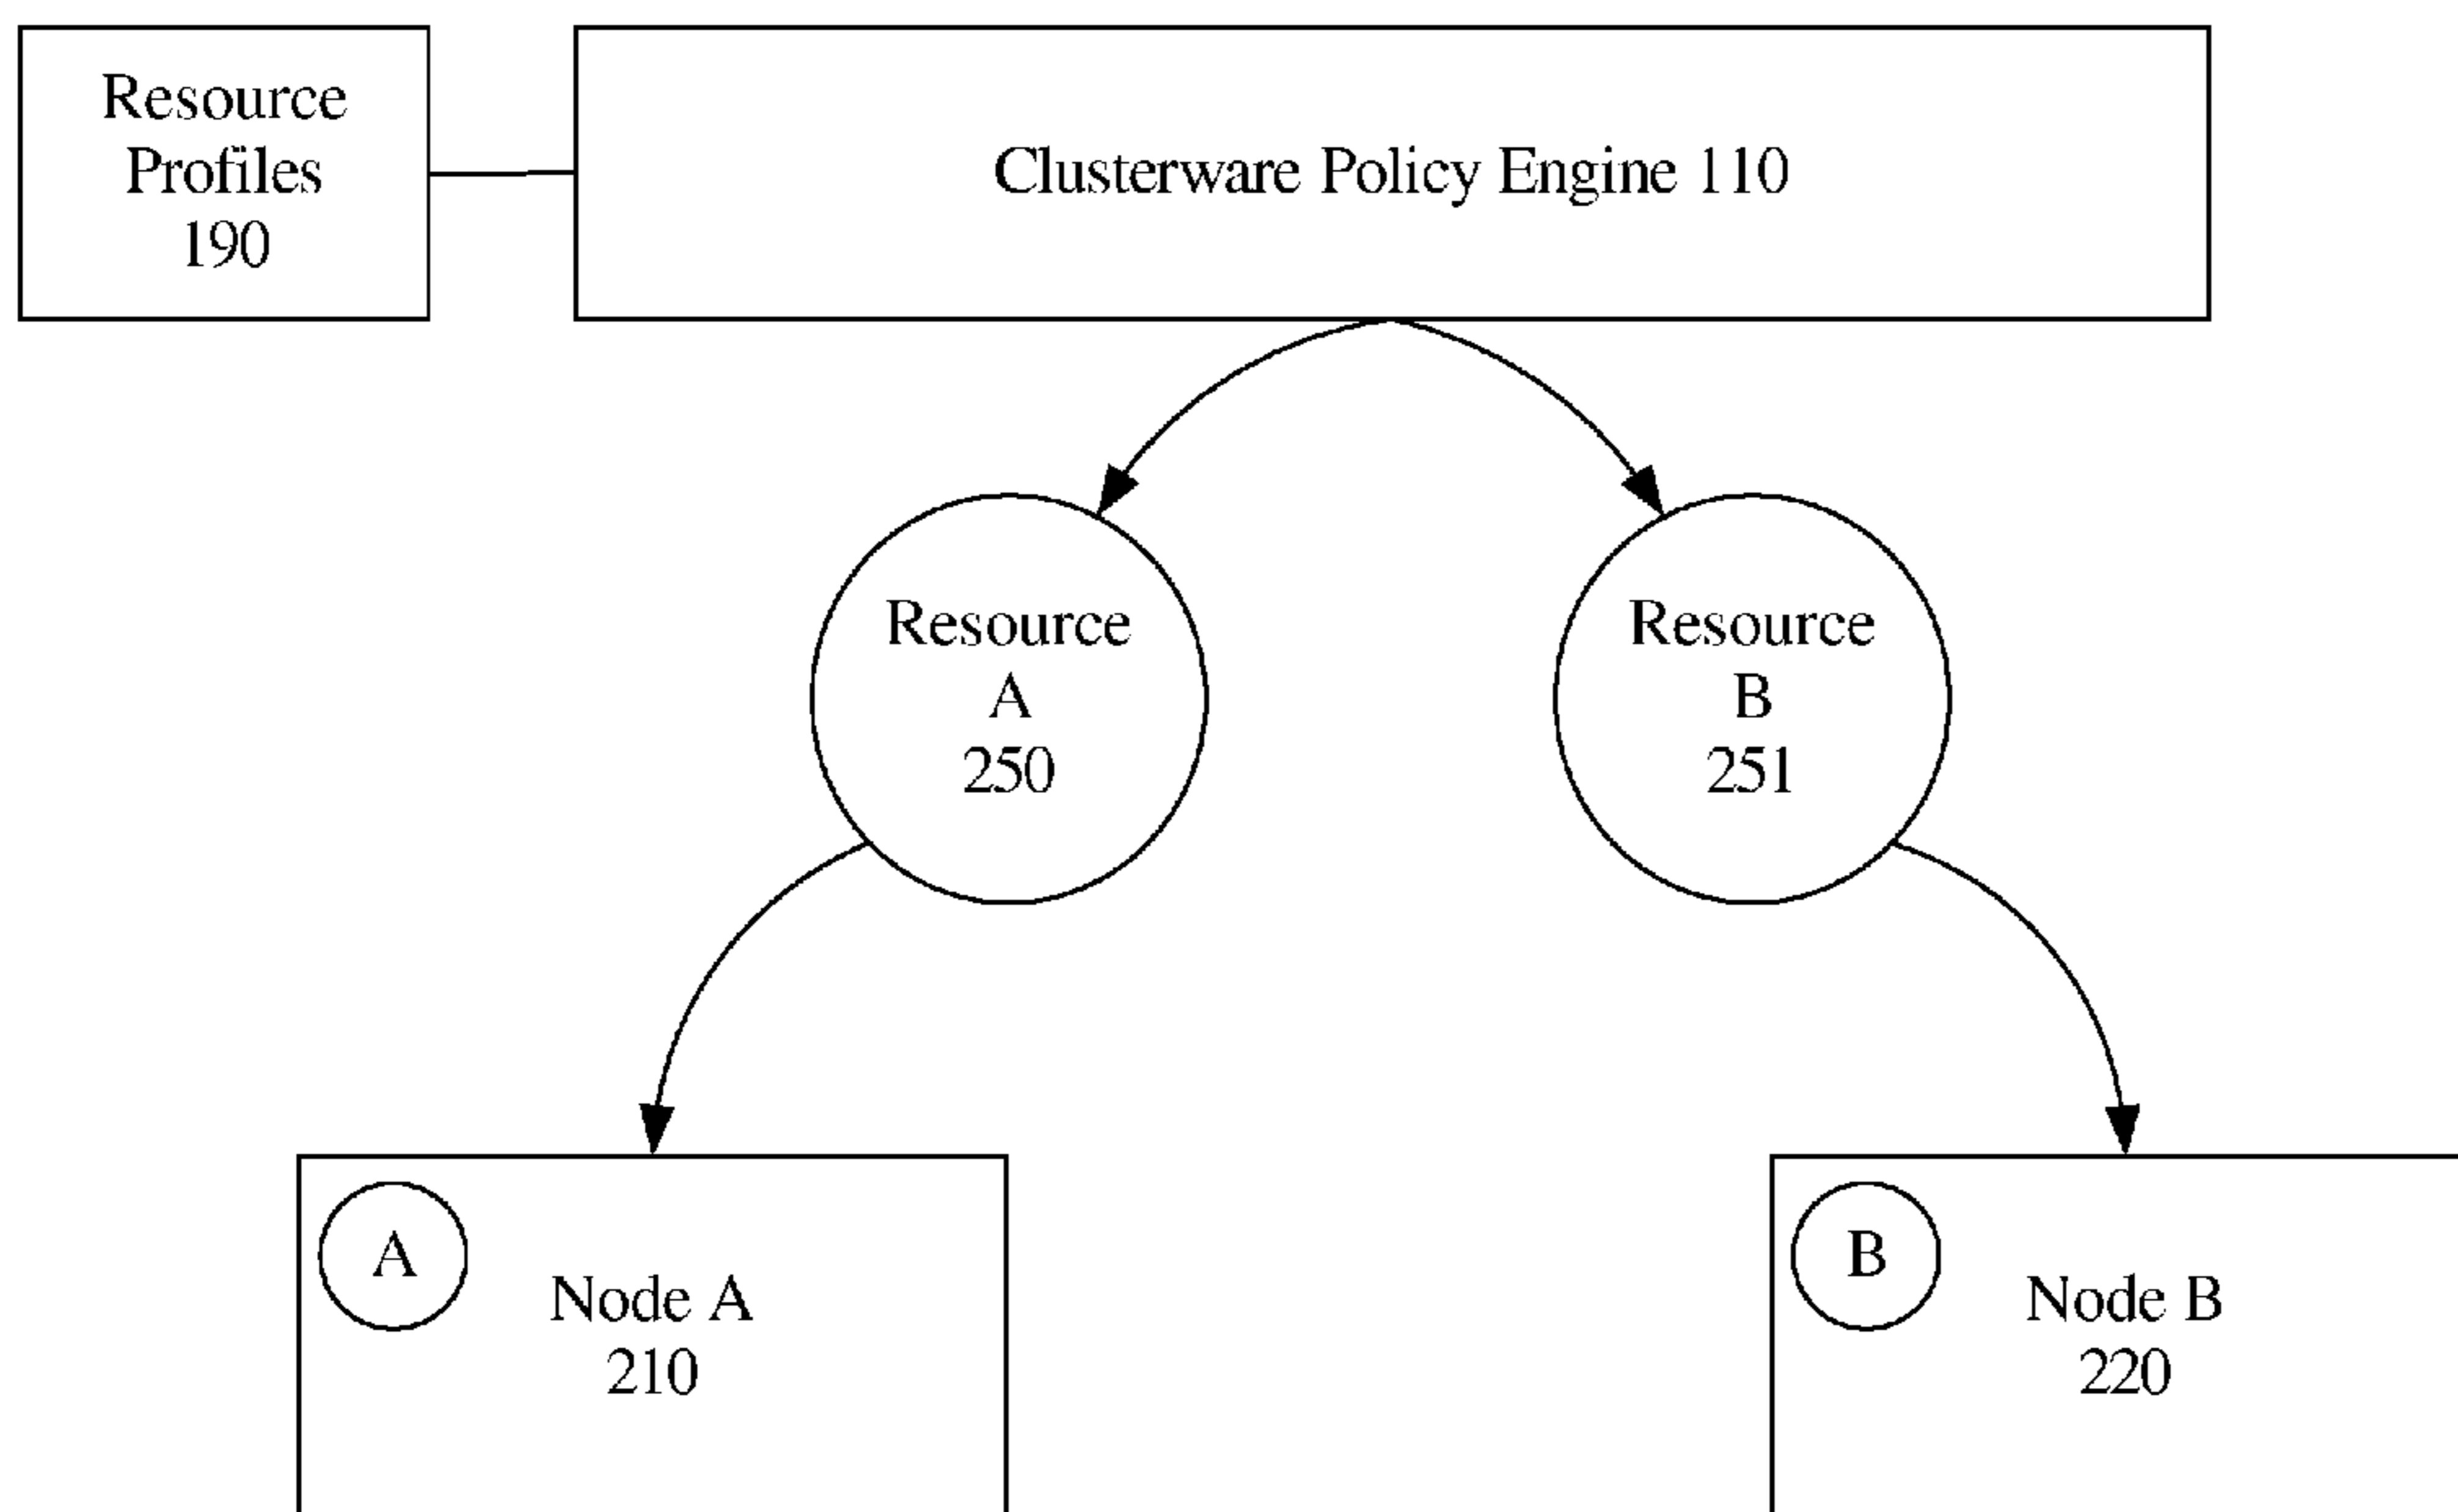 Resource
Profiles
190
Clusterware Policy Engine 110
Resource
A
250
Resource
B
251
A
Node A
210
B
Node B
220